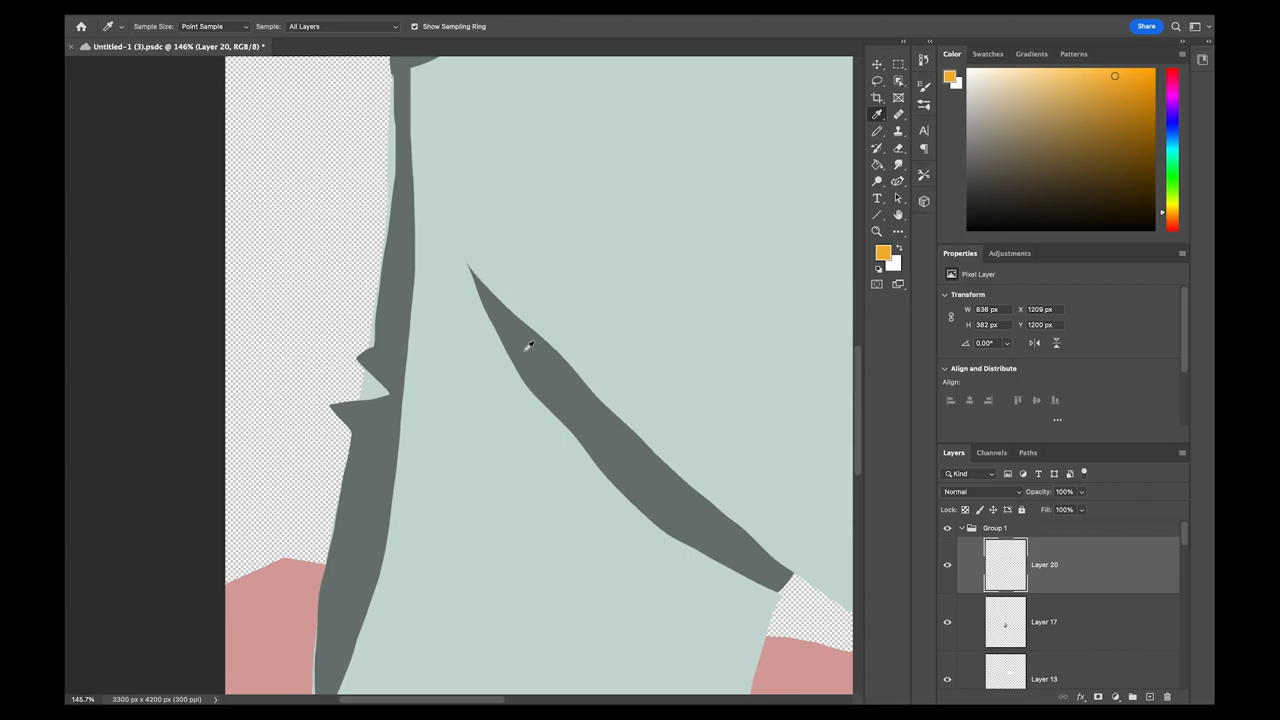 Sample Size: Point Sample Sample: All Layers Show Sampling Ring Share
Untitled-1 (3).psdc @ 146% (Layer 20, RGB/8) *
Color Swatches Gradients Patterns
Properties Adjustments
Pixel Layer
Transform
W 836 px X 1209 px
H 382 px Y 1200 px
0.00°
Align and Distribute
Align:
Layers Channels Paths
Kind
Normal Opacity: 100%
Lock: Fill: 100%
Group 1
Layer 20
Layer 17
Layer 13
145.7% 3300 px x 4200 px (300 ppi)